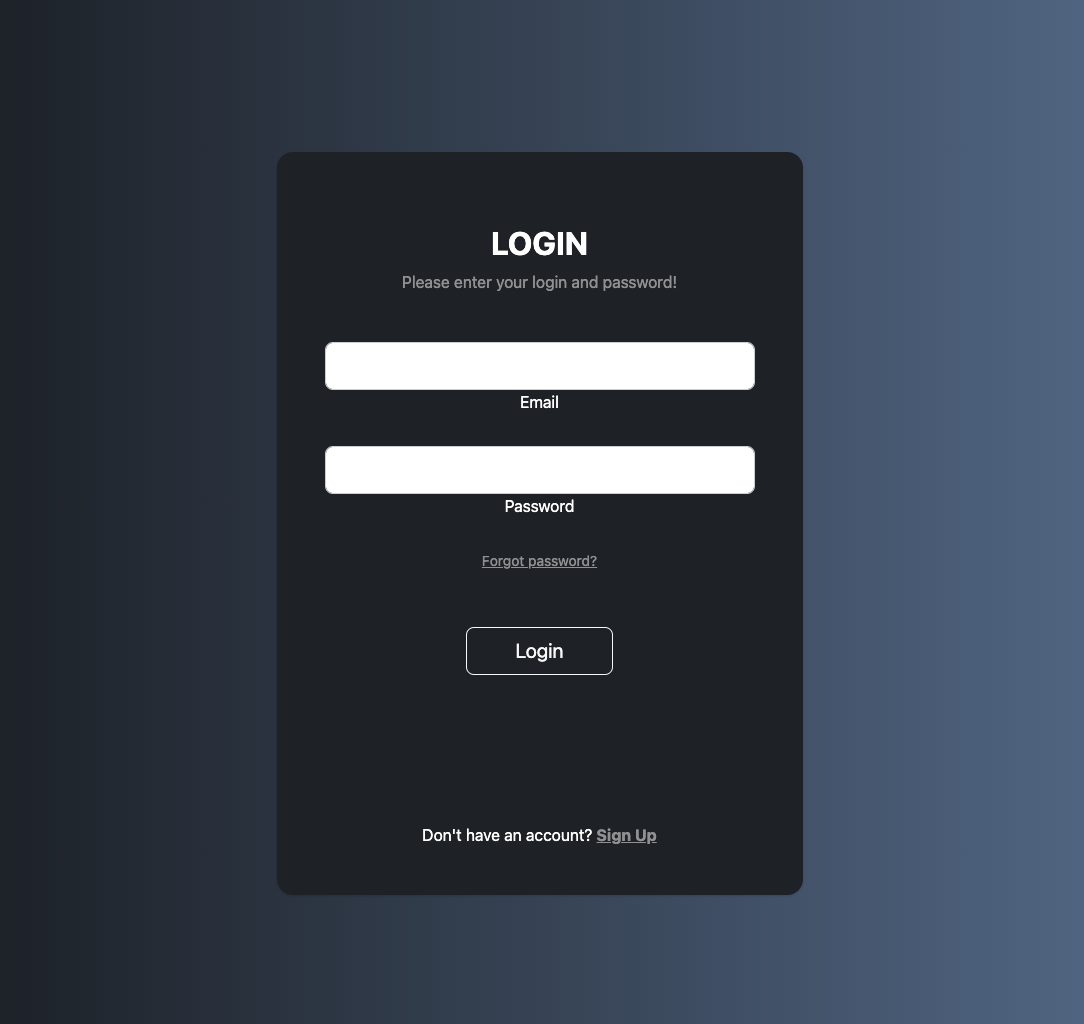 LOGIN
Please enter your login and password!
Email
Password
Forgot password?
Login
Don't have an account? Sign Up